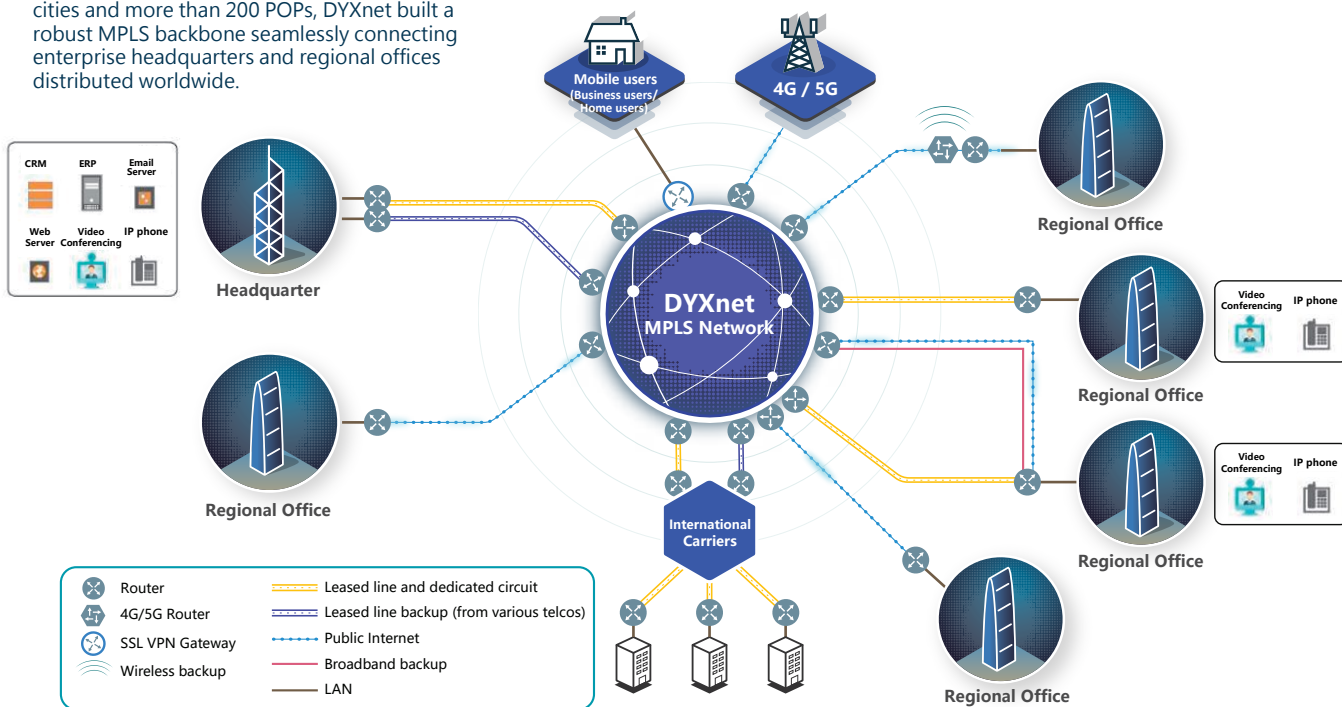 cities and more than 200 POPs, DYXnet built a
robust MPLS backbone seamlessly connecting
enterprise headquarters and regional offices
distributed worldwide.
Mobile users
(Business users/
Home users)
4G / 5G
CRM
ERP
Email
Server
Web
Server
Video
Conferencing
IP phone
Headquarter
Regional Office
DYXnet
MPLS Network
Regional Office
Video
Conferencing
IP phone
Regional Office
Regional Office
Video
Conferencing
IP phone
Regional Office
International
Carriers
Regional Office
Router
4G/5G Router
SSL VPN Gateway
Wireless backup
Leased line and dedicated circuit
Leased line backup (from various telcos)
Public Internet
Broadband backup
LAN